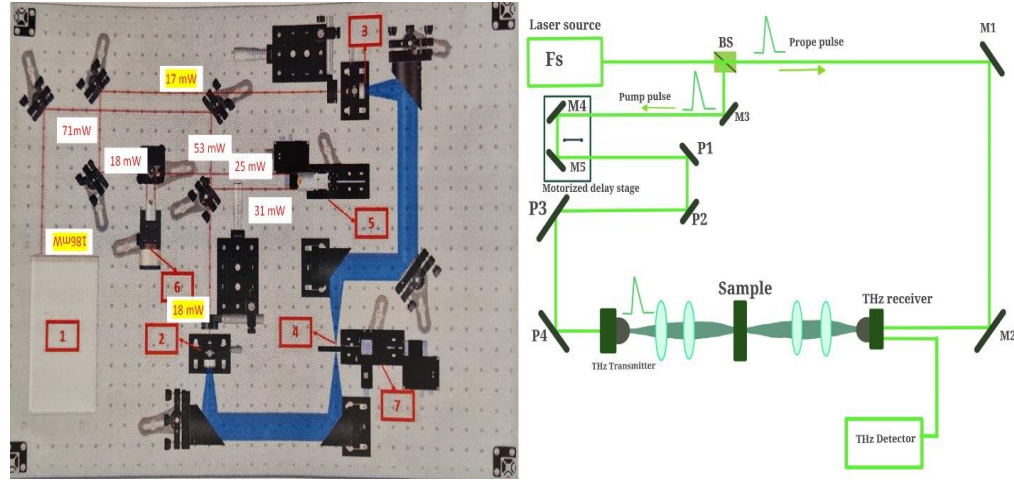 3
17 mW
71mW
53 mW
18 mW
25 mW
31 mW
5
186mW
6
18 mW
1
2
4
7
Laser source
Fs
BS
Prope pulse
M1
Pump pulse
M4
M3
M5
P1
Motorized delay stage
P2
P3
Sample
THz receiver
P4
M2
THz Transmitter
THz Detector